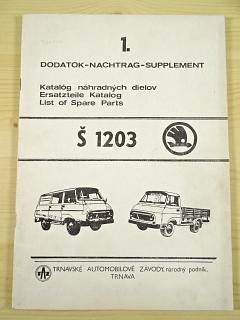 1.
DODATOK-NACHTRAG-SUPPLEMENT
Katalóg náhradných dielov
Ersatzteile Katalog
List of Spare Parts
Š 1203
TAZ
TRNAVSKÉ AUTOMOBILOVÉ ZÁVODY, národný podnik,
TRNAVA